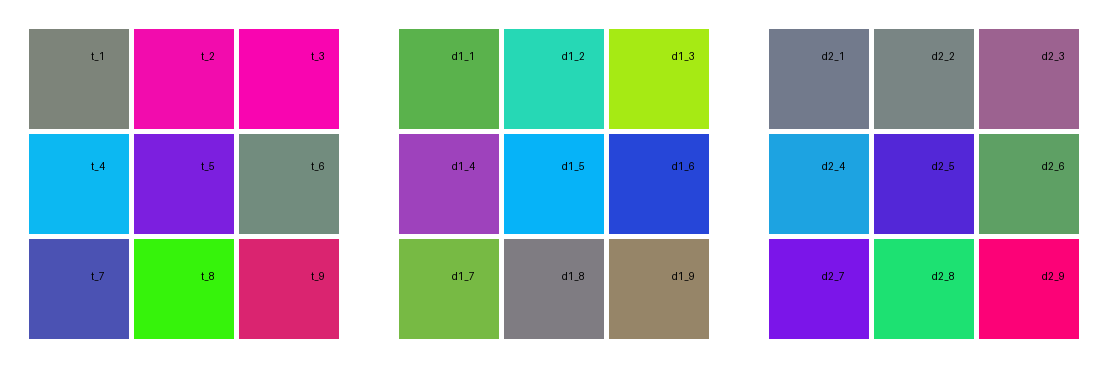 t_1 t_2 t_3 d1_1 d1_2 d1_3 d2_1 d2_2 d2_3
t_4 t_5 t_6 d1_4 d1_5 d1_6 d2_4 d2_5 d2_6
t_7 t_8 t_9 d1_7 d1_8 d1_9 d2_7 d2_8 d2_9